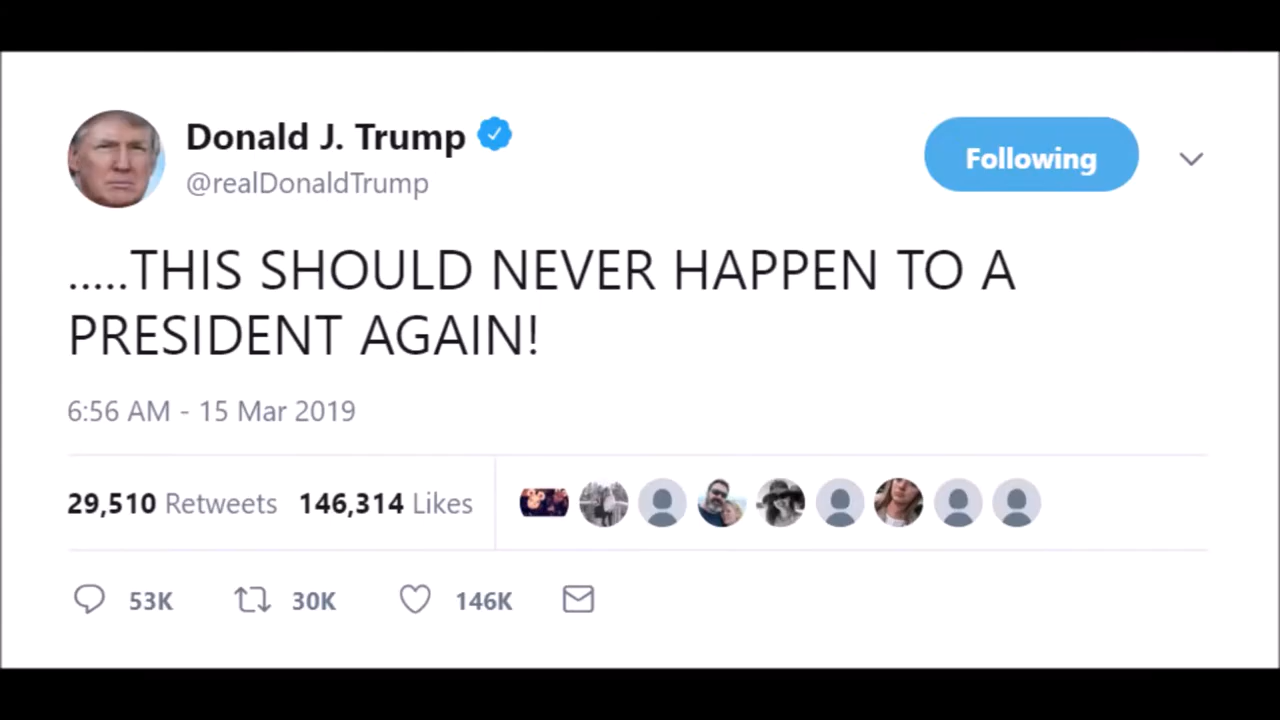 Donald J. Trump
Following
@realDonaldTrump
.....THIS SHOULD NEVER HAPPEN TO A
PRESIDENT AGAIN!
6:56 AM - 15 Mar 2019
29,510 Retweets 146,314 Likes
53K 30K 146K